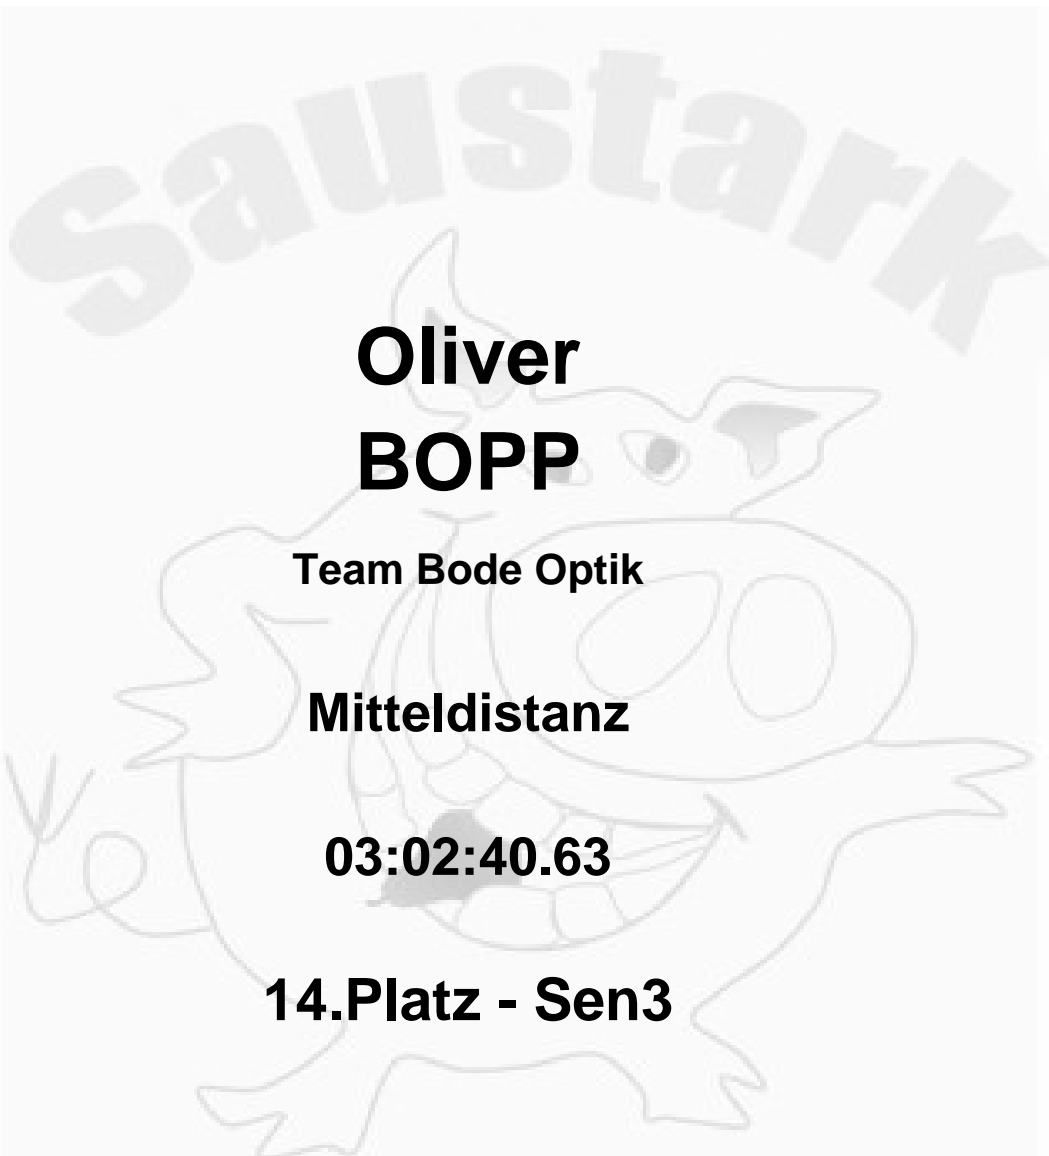 Saustark
Oliver
BOPP
Team Bode Optik
Mitteldistanz
03:02:40.63
14.Platz - Sen3